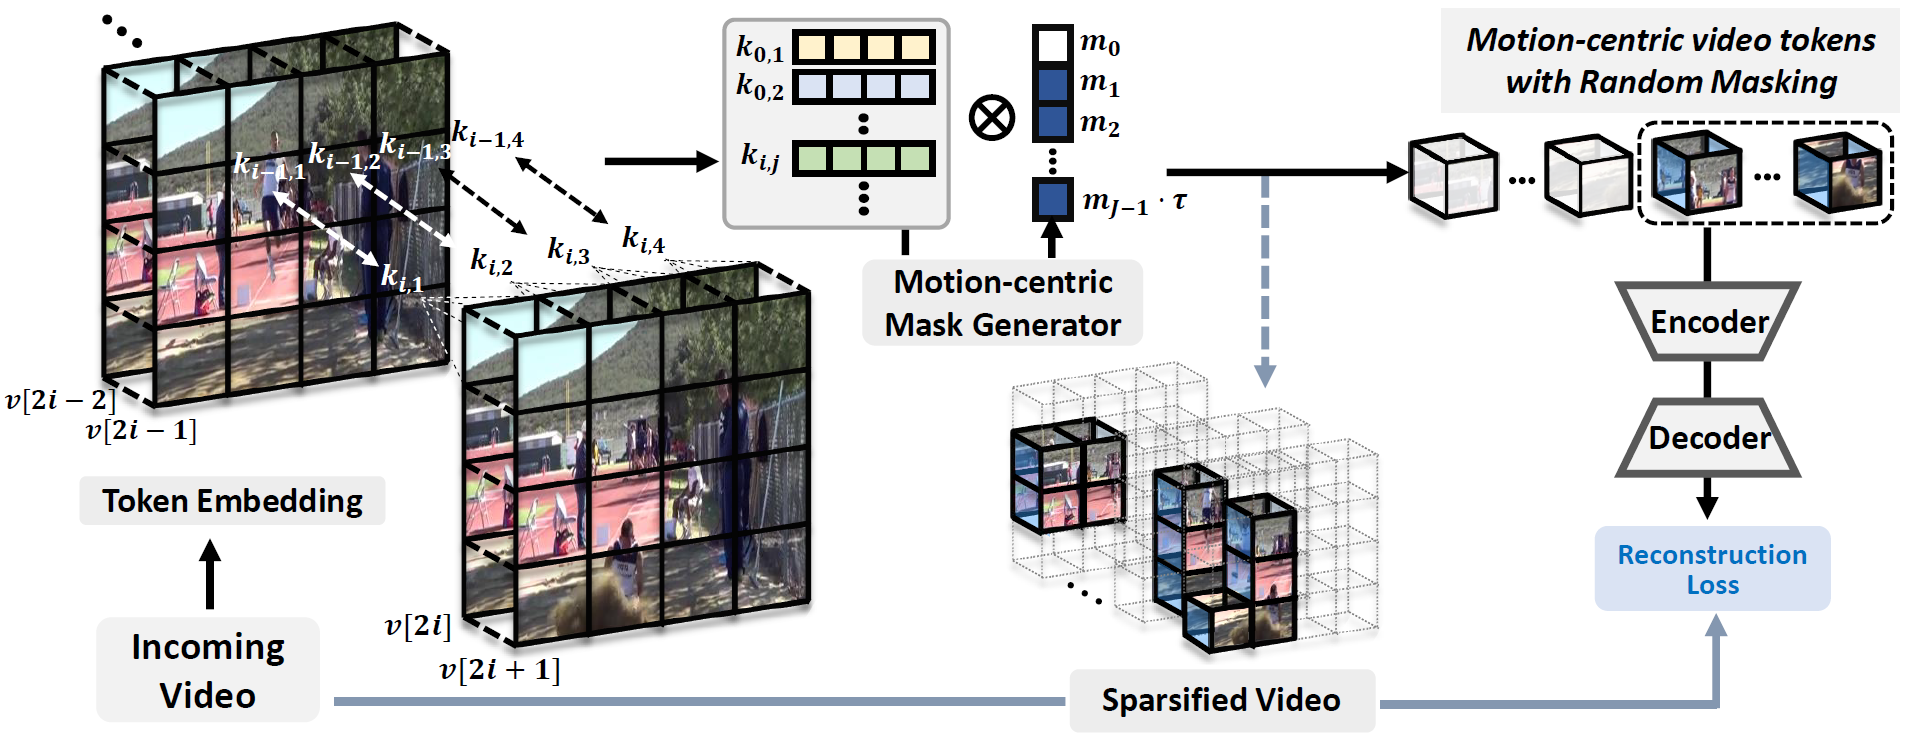 k_{0,1}
k_{0,2}
k_{i,j}
m_0
m_1
m_2
m_{J-1} · τ
Motion-centric video tokens
with Random Masking
k_{i-1,1}
k_{i-1,2}
k_{i-1,3}
k_{i-1,4}
k_{i,1}
k_{i,2}
k_{i,3}
k_{i,4}
Motion-centric
Mask Generator
Encoder
Decoder
v[2i − 2]
v[2i − 1]
Token Embedding
Reconstruction
Loss
v[2i]
v[2i + 1]
Incoming
Video
Sparsified Video